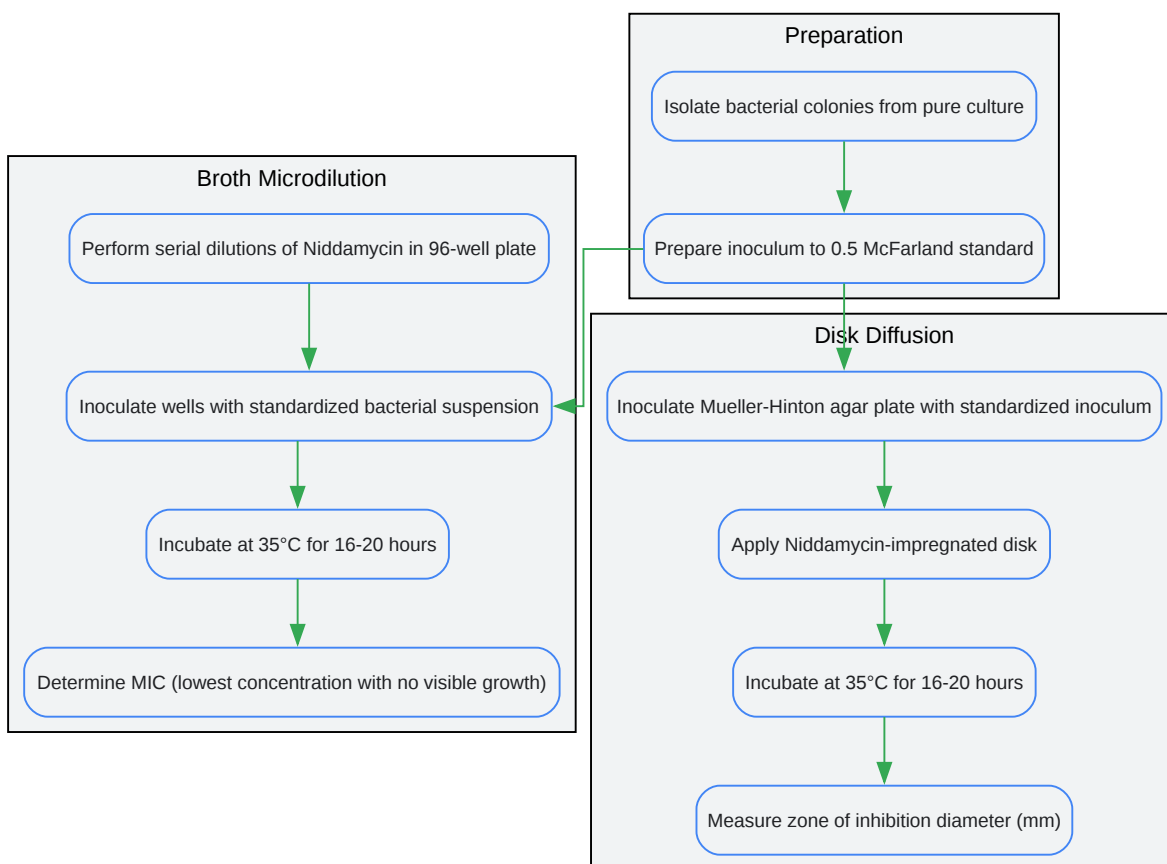 Preparation
Isolate bacterial colonies from pure culture
Prepare inoculum to 0.5 McFarland standard
Broth Microdilution
Perform serial dilutions of Niddamycin in 96-well plate
Inoculate wells with standardized bacterial suspension
Incubate at 35°C for 16-20 hours
Determine MIC (lowest concentration with no visible growth)
Disk Diffusion
Inoculate Mueller-Hinton agar plate with standardized inoculum
Apply Niddamycin-impregnated disk
Incubate at 35°C for 16-20 hours
Measure zone of inhibition diameter (mm)